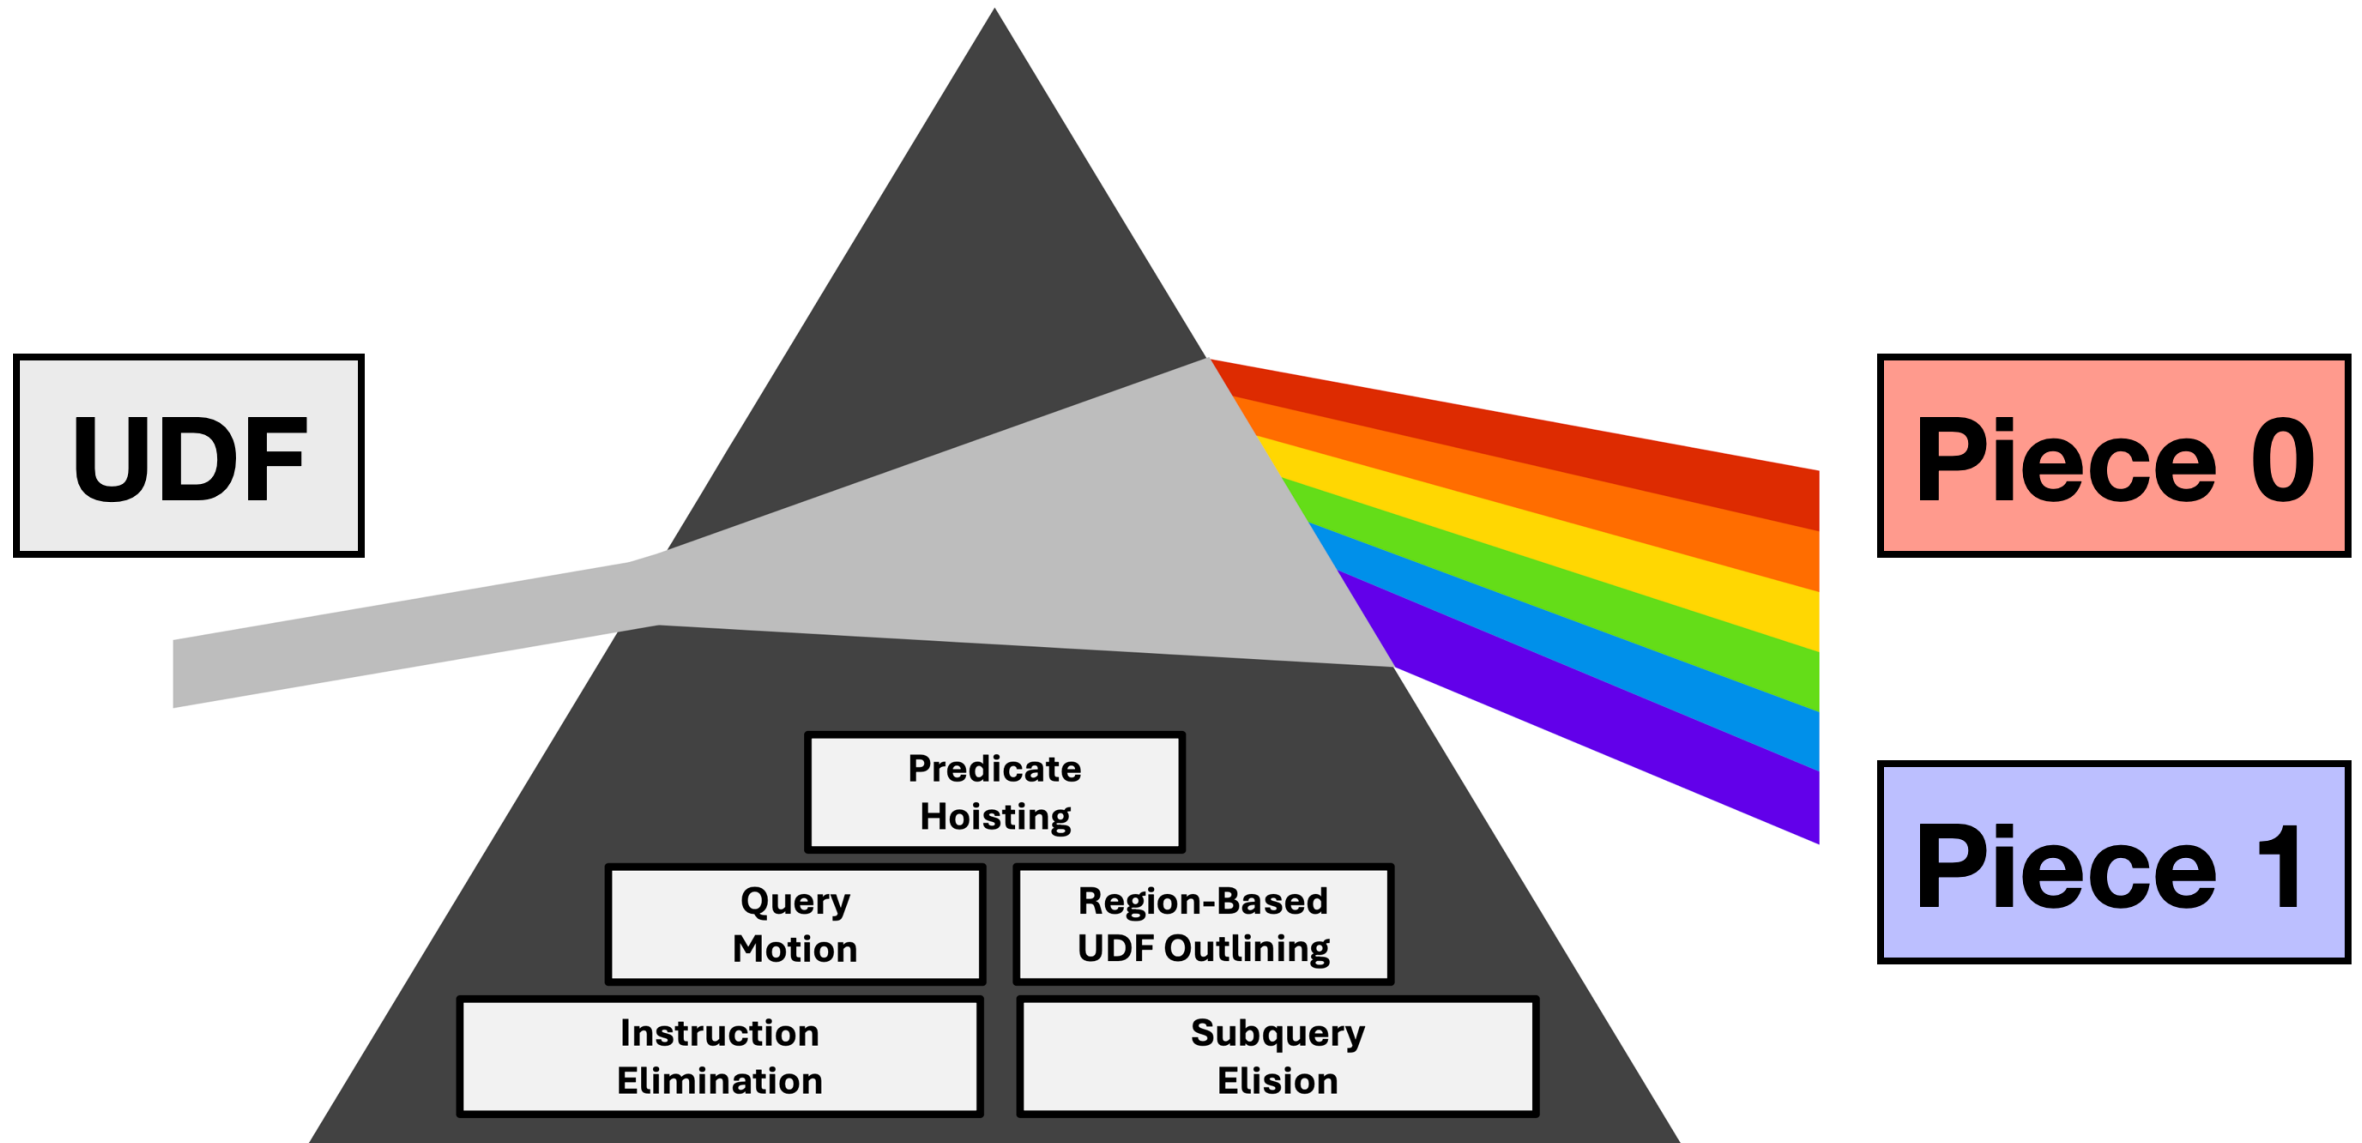 UDF
Piece 0
Piece 1
Predicate
Hoisting
Query
Motion
Region-Based
UDF Outlining
Instruction
Elimination
Subquery
Elision